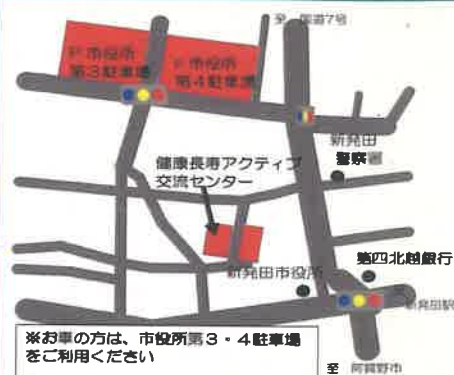 至 国道7号
P 市役所
第3駐車場
P 市役所
第4駐車場
新発田
警察署
健康長寿アクティブ
交流センター
第四北越銀行
新発田市役所
新発田駅
※お車の方は、市役所第3・4駐車場
をご利用ください
至 阿賀野市